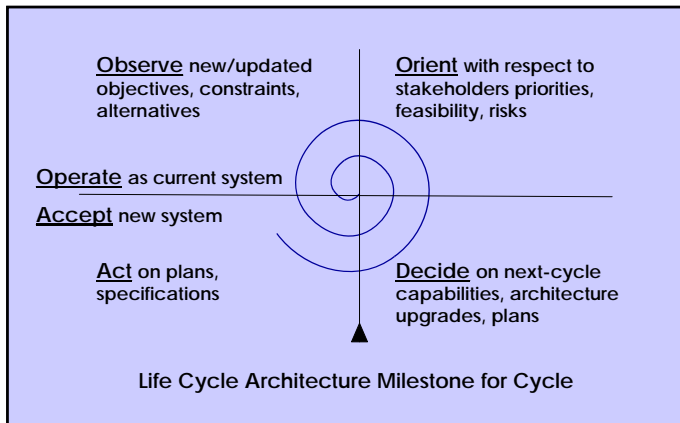 Observe new/updated
objectives, constraints,
alternatives
Orient with respect to
stakeholders priorities,
feasibility, risks
Operate as current system
Accept new system
Act on plans,
specifications
Decide on next-cycle
capabilities, architecture
upgrades, plans
Life Cycle Architecture Milestone for Cycle